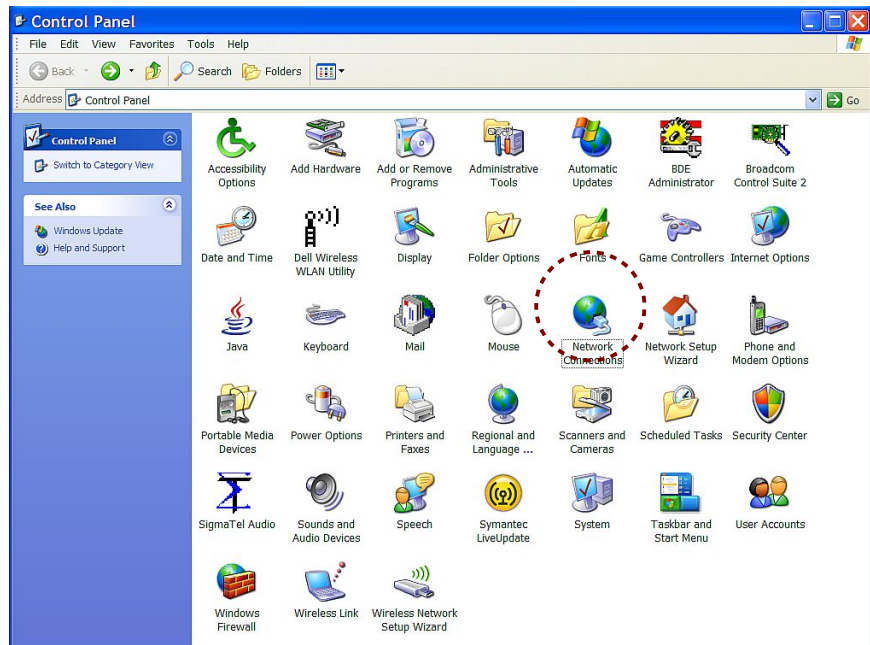 Control Panel
File Edit View Favorites Tools Help
Back Search Folders
Address Control Panel Go
Control Panel
Switch to Category View
See Also
Windows Update
Help and Support
Accessibility Options
Add Hardware
Add or Remove Programs
Administrative Tools
Automatic Updates
BDE Administrator
Broadcom Control Suite 2
Date and Time
Dell Wireless WLAN Utility
Display
Folder Options
Fonts
Game Controllers
Internet Options
Java
Keyboard
Mail
Mouse
Network Connections
Network Setup Wizard
Phone and Modem Options
Portable Media Devices
Power Options
Printers and Faxes
Regional and Language ...
Scanners and Cameras
Scheduled Tasks
Security Center
SigmaTel Audio
Sounds and Audio Devices
Speech
Symantec LiveUpdate
System
Taskbar and Start Menu
User Accounts
Windows Firewall
Wireless Link
Wireless Network Setup Wizard